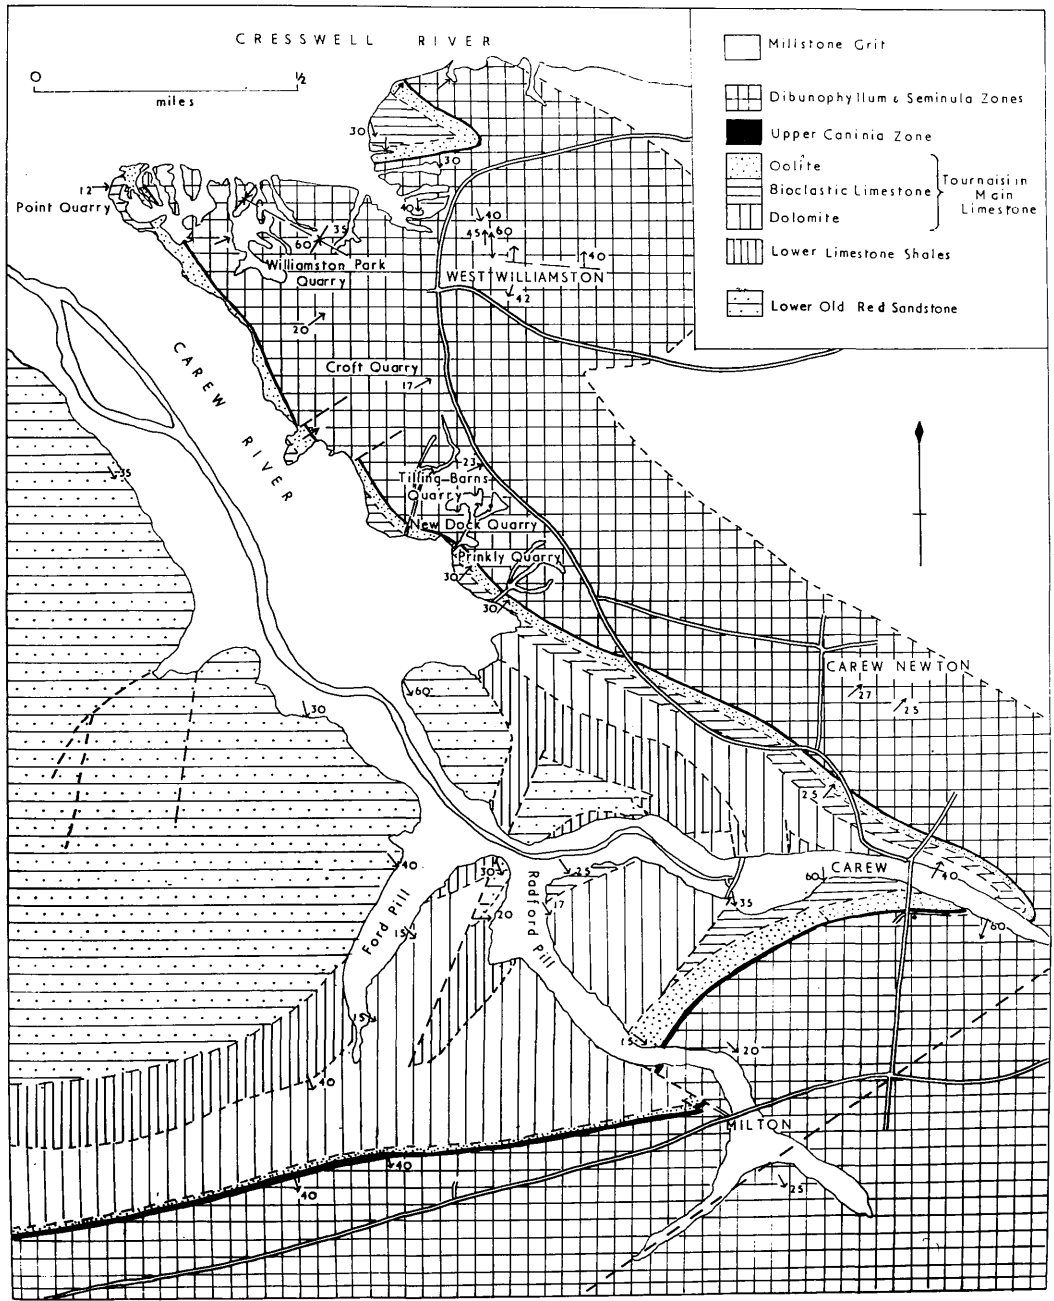 CRESSWELL RIVER
0 ½
miles
Millstone Grit
Dibunophyllum & Seminula Zones
Upper Caninia Zone
Oolite
Bioclastic Limestone
Dolomite
Tournaisian
Main
Limestone
Lower Limestone Shales
Lower Old Red Sandstone
30
30
12
Point Quarry
40
40
45 60
35
60
Williamston Park
Quarry
WEST WILLIAMSTON
40
42
20
CAREW RIVER
Croft Quarry
17
35
23
Tilling Barns
Quarry
New Dock Quarry
Prinkly Quarry
30
30
CAREW NEWTON
27
25
60
30
25
40
30
25
60
CAREW
40
35
Radford Pill
17
20
Ford Pill
15
60
15
15
20
40
MILTON
40
40
25